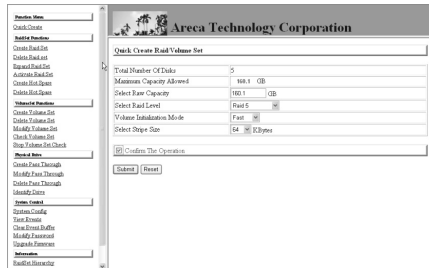 Function Menu
Quick Create
RaidSet Functions
Create Raid Set
Delete Raid set
Expand Raid Set
Activate Raid Set
Create Hot Spare
Delete Hot Spare
VolumeSet Functions
Create Volume Set
Delete Volume Set
Modify Volume Set
Check Volume Set
Stop Volume Set Check
Physical Drive
Create Pass Through
Modify Pass Through
Delete Pass Through
Identify Drive
System Control
System Config
View Events
Clear Event Buffer
Modify Password
Upgrade Firmware
Information
RaidSet Hierarchy
Areca Technology Corporation
Quick Create Raid/Volume Set
Total Number Of Disks 5
Maximum Capacity Allowed 160.1 GB
Select Raw Capacity 160.1 GB
Select Raid Level Raid 5
Volume Initialization Mode Fast
Select Stripe Size 64 KBytes
Confirm The Operation
Submit Reset